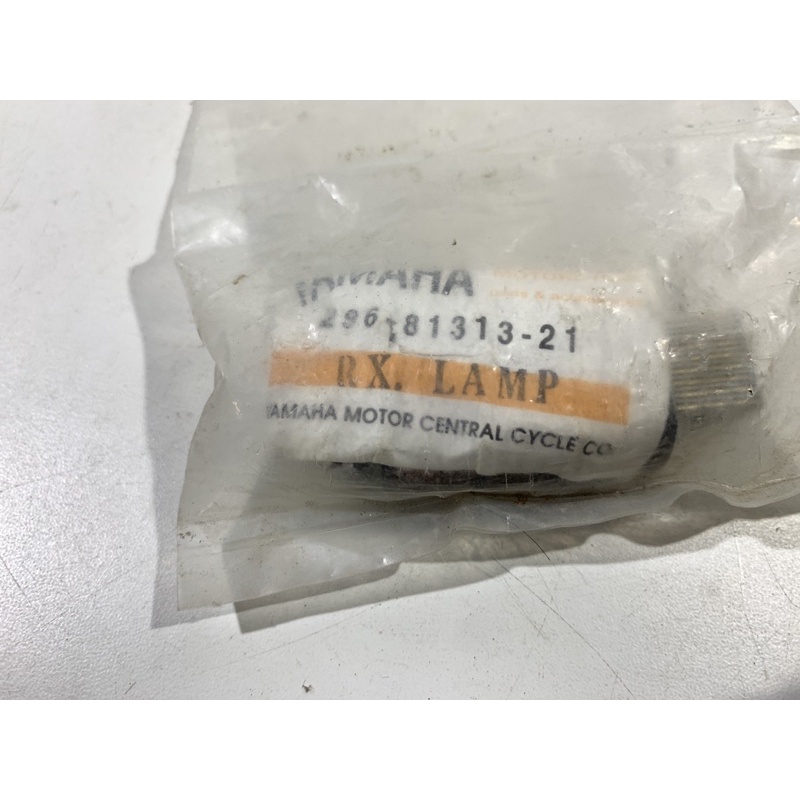 YAMAHA
296-81313-21
RX. LAMP
YAMAHA MOTOR CENTRAL CYCLE CO